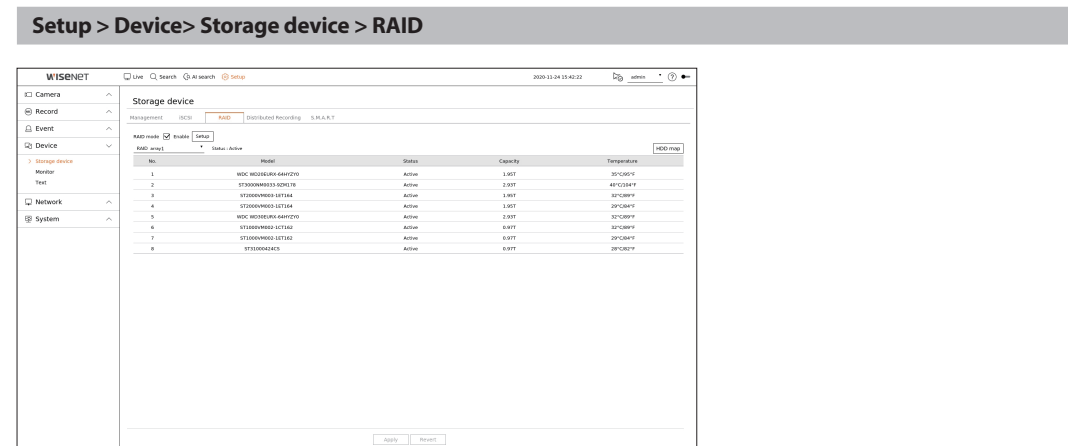 Setup > Device> Storage device > RAID
WISENET Live Search AI search Setup 2020-11-24 15:42:22 admin ?
Camera
Record
Event
Device
> Storage device
Monitor
Text
Network
System
Storage device
Management iSCSI RAID Distributed Recording S.M.A.R.T
RAID mode Enable Setup
RAID array1 Status : Active HDD map
No. Model Status Capacity Temperature
1 WDC WD20EURX-64HYZY0 Active 1.95T 35°C/95°F
2 ST3000NM0033-9ZM178 Active 2.93T 40°C/104°F
3 ST2000VM003-1ET164 Active 1.95T 32°C/89°F
4 ST2000VM003-1ET164 Active 1.95T 29°C/84°F
5 WDC WD30EURX-64HYZY0 Active 2.93T 32°C/89°F
6 ST1000VM002-1CT162 Active 0.97T 32°C/89°F
7 ST1000VM002-1ET162 Active 0.97T 29°C/84°F
8 ST31000424CS Active 0.97T 28°C/82°F
Apply Revert